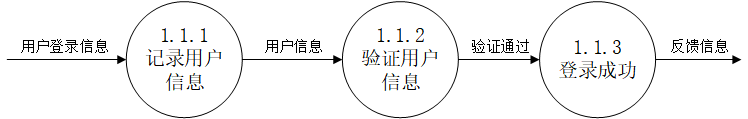 用户登录信息
1.1.1
记录用户
信息
用户信息
1.1.2
验证用户
信息
验证通过
1.1.3
登录成功
反馈信息